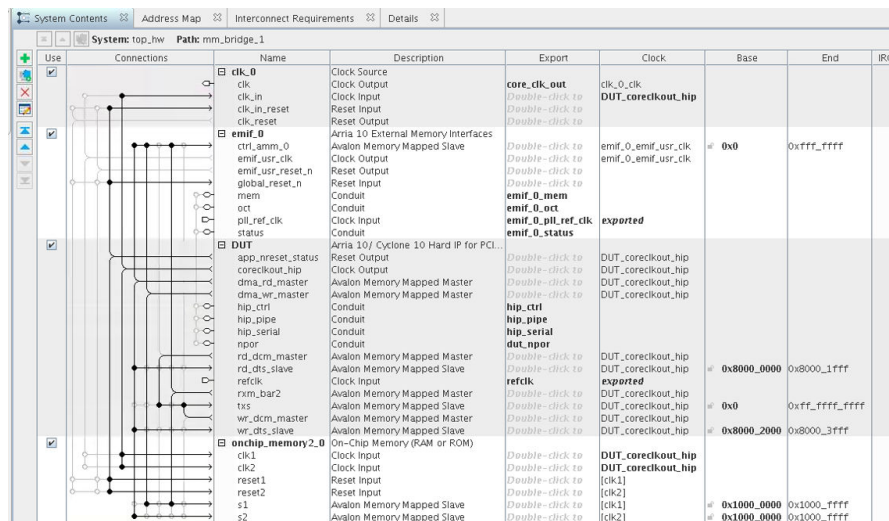 System Contents Address Map Interconnect Requirements Details
System: top_hw Path: mm_bridge_1
Use Connections Name Description Export Clock Base End IRQ
clk_0 Clock Source
clk Clock Output core_clk_out clk_0_clk
clk_in Clock Input Double-click to DUT_coreclkout_hip
clk_in_reset Reset Input Double-click to
clk_reset Reset Output Double-click to
emif_0 Arria 10 External Memory Interfaces
ctrl_amm_0 Avalon Memory Mapped Slave Double-click to emif_0_emif_usr_clk 0x0 0xfff_ffff
emif_usr_clk Clock Output Double-click to emif_0_emif_usr_clk
emif_usr_reset_n Reset Output Double-click to
global_reset_n Reset Input Double-click to
mem Conduit emif_0_mem
oct Conduit emif_0_oct
pll_ref_clk Clock Input emif_0_pll_ref_clk exported
status Conduit emif_0_status
DUT Arria 10/ Cyclone 10 Hard IP for PCI...
app_nreset_status Reset Output Double-click to DUT_coreclkout_hip
coreclkout_hip Clock Output Double-click to DUT_coreclkout_hip
dma_rd_master Avalon Memory Mapped Master Double-click to DUT_coreclkout_hip
dma_wr_master Avalon Memory Mapped Master Double-click to DUT_coreclkout_hip
hip_ctrl Conduit hip_ctrl
hip_pipe Conduit hip_pipe
hip_serial Conduit hip_serial
npor Conduit dut_npor
rd_dcm_master Avalon Memory Mapped Master Double-click to DUT_coreclkout_hip
rd_dts_slave Avalon Memory Mapped Slave Double-click to DUT_coreclkout_hip 0x8000_0000 0x8000_1fff
refclk Clock Input refclk exported
rxm_bar2 Avalon Memory Mapped Master Double-click to DUT_coreclkout_hip
txs Avalon Memory Mapped Slave Double-click to DUT_coreclkout_hip 0x0 0xff_ffff_ffff
wr_dcm_master Avalon Memory Mapped Master Double-click to DUT_coreclkout_hip
wr_dts_slave Avalon Memory Mapped Slave Double-click to DUT_coreclkout_hip 0x8000_2000 0x8000_3fff
onchip_memory2_0 On-Chip Memory (RAM or ROM)
clk1 Clock Input Double-click to DUT_coreclkout_hip
clk2 Clock Input Double-click to DUT_coreclkout_hip
reset1 Reset Input Double-click to [clk1]
reset2 Reset Input Double-click to [clk2]
s1 Avalon Memory Mapped Slave Double-click to [clk1] 0x1000_0000 0x1000_ffff
s2 Avalon Memory Mapped Slave Double-click to [clk2] 0x1000_0000 0x1000_ffff